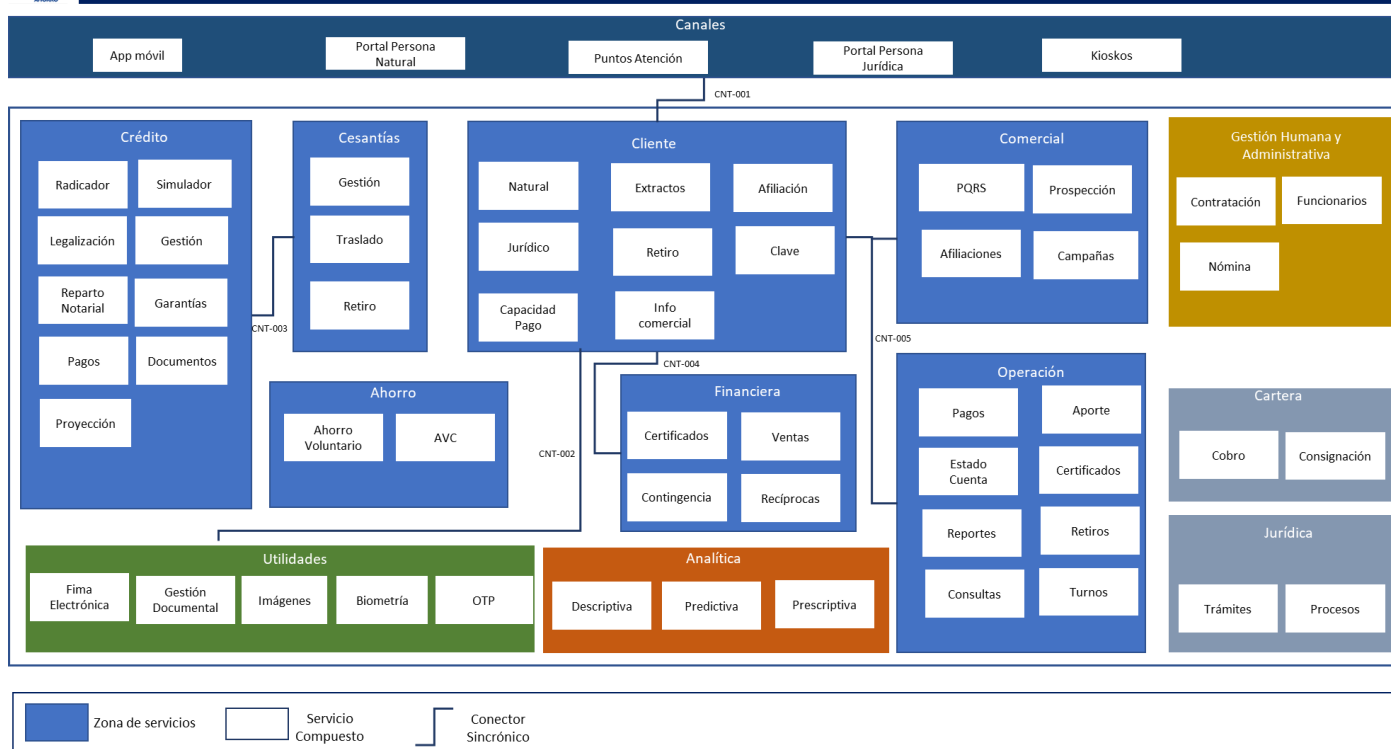 Canales
App móvil
Portal Persona
Natural
Puntos Atención
Portal Persona
Jurídica
Kioskos
CNT-001
Crédito
Radicador
Simulador
Legalización
Gestión
Reparto
Notarial
Garantías
Pagos
Documentos
Proyección
CNT-003
Cesantías
Gestión
Traslado
Retiro
Cliente
Natural
Extractos
Afiliación
Jurídico
Retiro
Clave
Capacidad
Pago
Info
comercial
Comercial
PQRS
Prospección
Afiliaciones
Campañas
Gestión Humana y
Administrativa
Contratación
Funcionarios
Nómina
CNT-004
CNT-005
CNT-002
Ahorro
Ahorro
Voluntario
AVC
Financiera
Certificados
Ventas
Contingencia
Recíprocas
Operación
Pagos
Aporte
Estado
Cuenta
Certificados
Reportes
Retiros
Consultas
Turnos
Cartera
Cobro
Consignación
Jurídica
Trámites
Procesos
Utilidades
Fima
Electrónica
Gestión
Documental
Imágenes
Biometría
OTP
Analítica
Descriptiva
Predictiva
Prescriptiva
Zona de servicios
Servicio
Compuesto
Conector
Sincrónico